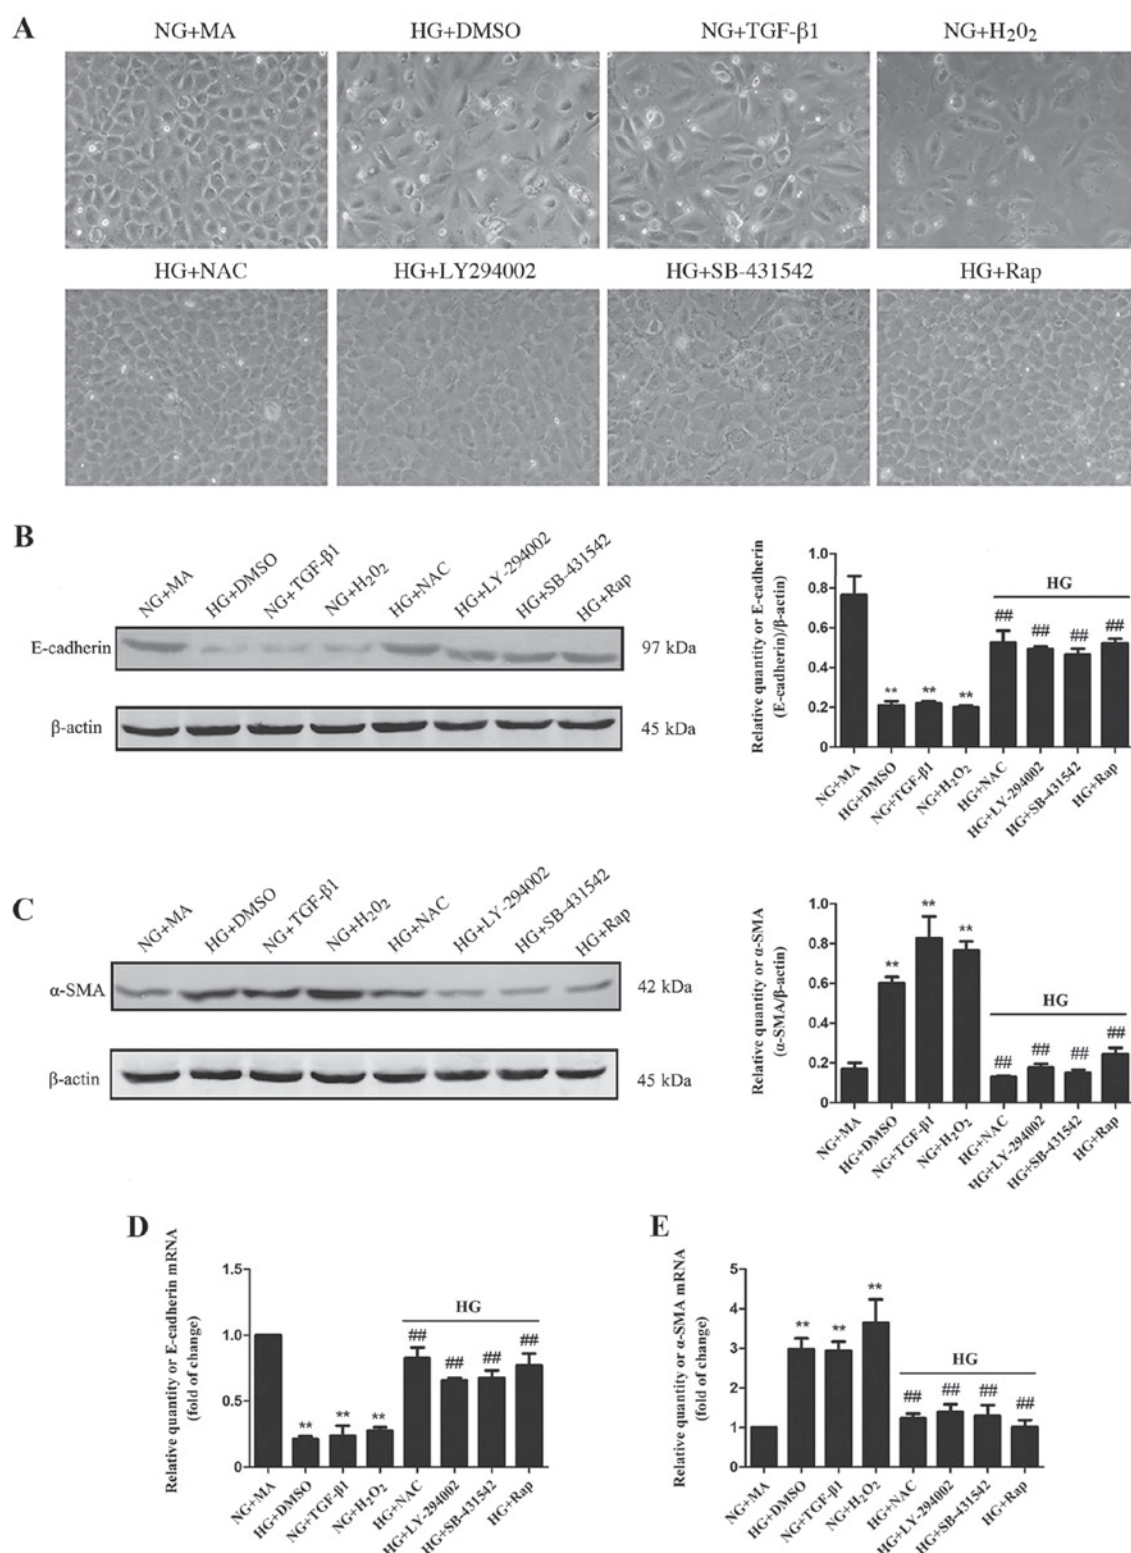 A
NG+MA
HG+DMSO
NG+TGF-β1
NG+H₂0₂
HG+NAC
HG+LY294002
HG+SB-431542
HG+Rap
B
NG+MA
HG+DMSO
NG+TGF-β1
NG+H₂0₂
HG+NAC
HG+LY-294002
HG+SB-431542
HG+Rap
E-cadherin
97 kDa
β-actin
45 kDa
Relative quantity or E-cadherin
(E-cadherin)/β-actin)
1.0
0.8
0.6
0.4
0.2
0
HG
** ** **
## ## ## ##
NG+MA
HG+DMSO
NG+TGF-β1
NG+H₂O₂
HG+NAC
HG+LY-294002
HG+SB-431542
HG+Rap
C
NG+MA
HG+DMSO
NG+TGF-β1
NG+H₂0₂
HG+NAC
HG+LY-294002
HG+SB-431542
HG+Rap
α-SMA
42 kDa
β-actin
45 kDa
Relative quantity or α-SMA
(α-SMA/β-actin)
1.0
0.8
0.6
0.4
0.2
0
HG
** ** **
## ## ## ##
NG+MA
HG+DMSO
NG+TGF-β1
NG+H₂O₂
HG+NAC
HG+LY-294002
HG+SB-431542
HG+Rap
D
Relative quantity or E-cadherin mRNA
(fold of change)
1.5
1.0
0.5
0
HG
** ** **
## ## ## ##
NG+MA
HG+DMSO
NG+TGF-β1
NG+H₂O₂
HG+NAC
HG+LY-294002
HG+SB-431542
HG+Rap
E
Relative quantity or α-SMA mRNA
(fold of change)
5
4
3
2
1
0
HG
** ** **
## ## ## ##
NG+MA
HG+DMSO
NG+TGF-β1
NG+H₂O₂
HG+NAC
HG+LY-294002
HG+SB-431542
HG+Rap